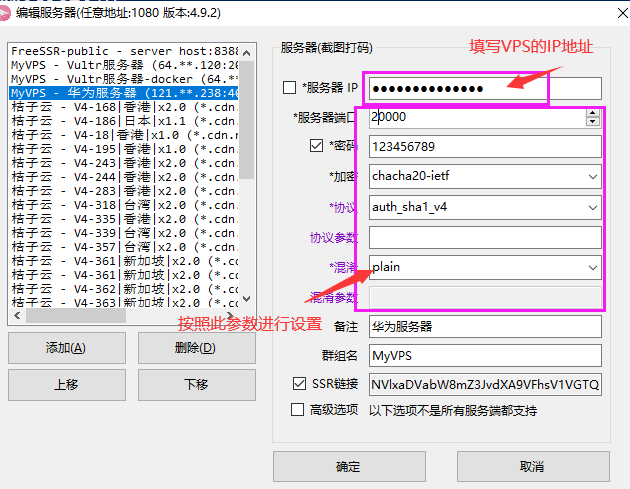 编辑服务器(任意地址:1080 版本:4.9.2)
FreeSSR-public - server host:8388
MyVPS - Vultr服务器 (64.**.120:20
MyVPS - Vultr服务器-docker (64.**
MyVPS - 华为服务器 (121.**.238:40
桔子云 - V4-168|香港|x2.0 (*.cdn.
桔子云 - V4-186|日本|x1.1 (*.cdn.
桔子云 - V4-18|香港|x1.0 (*.cdn.n
桔子云 - V4-195|香港|x1.0 (*.cdn.
桔子云 - V4-243|香港|x2.0 (*.cdn.
桔子云 - V4-244|香港|x2.0 (*.cdn.
桔子云 - V4-283|香港|x2.0 (*.cdn.
桔子云 - V4-318|台湾|x2.0 (*.cdn.
桔子云 - V4-335|香港|x2.0 (*.cdn.
桔子云 - V4-339|台湾|x2.0 (*.cdn.
桔子云 - V4-357|台湾|x2.0 (*.cdn.
桔子云 - V4-361|新加坡|x2.0 (*.cd
桔子云 - V4-361|新加坡|x2.0 (*.cd
桔子云 - V4-362|新加坡|x2.0 (*.cd
桔子云 - V4-363|新加坡|x2.0 (*.cd
添加(A)
删除(D)
上移
下移
服务器(截图打码)
填写VPS的IP地址
*服务器 IP
●●●●●●●●●●●●●●
*服务器端口
20000
*密码
123456789
*加密
chacha20-ietf
*协议
auth_sha1_v4
协议参数
*混淆
plain
混淆参数
按照此参数进行设置
备注
华为服务器
群组名
MyVPS
SSR链接
NVlxaDVabW8mZ3JvdXA9VFhsV1VGTQ
高级选项
以下选项不是所有服务端都支持
确定
取消